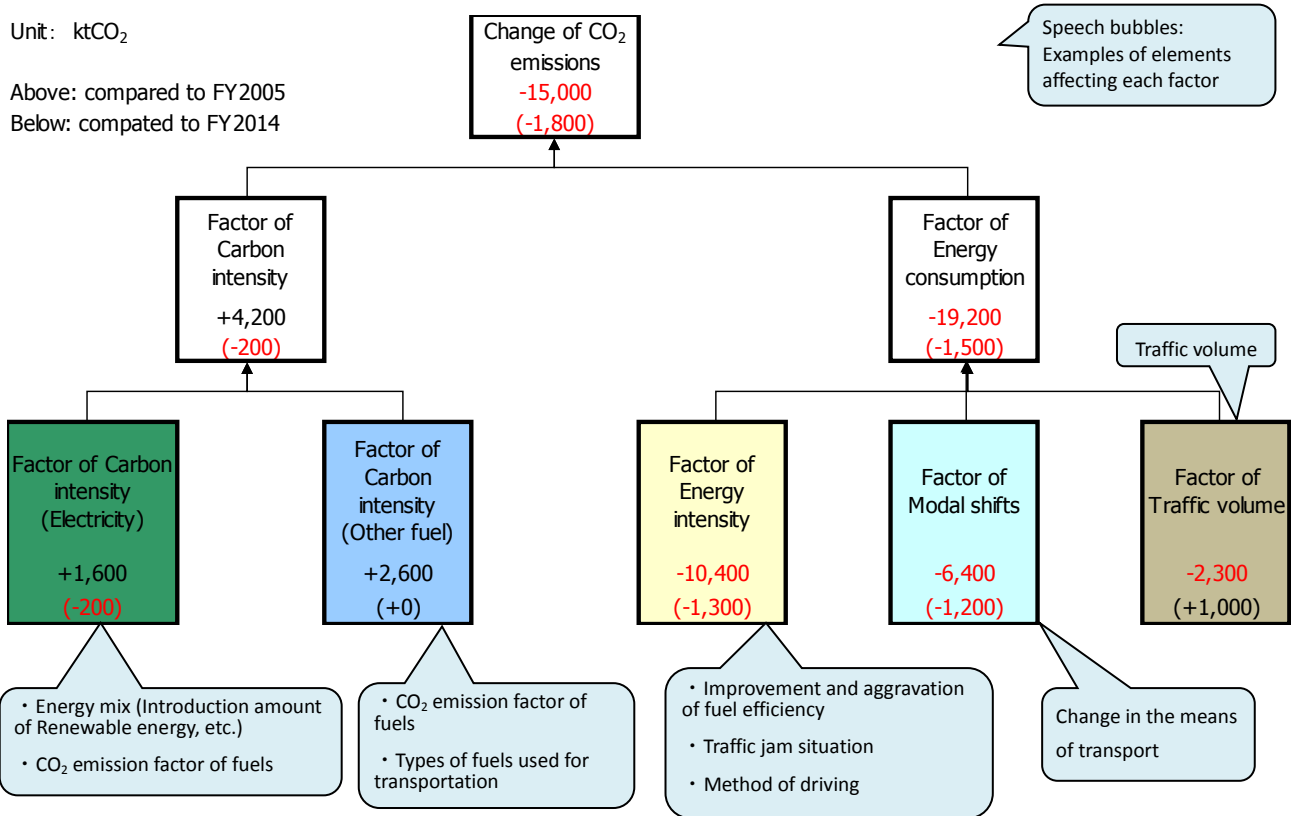 Unit: ktCO₂
Above: compared to FY2005
Below: compated to FY2014
Change of CO₂
emissions
-15,000
(-1,800)
Speech bubbles:
Examples of elements
affecting each factor
Factor of
Carbon
intensity
+4,200
(-200)
Factor of
Energy
consumption
-19,200
(-1,500)
Traffic volume
Factor of Carbon
intensity
(Electricity)
+1,600
(-200)
Factor of
Carbon
intensity
(Other fuel)
+2,600
(+0)
Factor of
Energy
intensity
-10,400
(-1,300)
Factor of
Modal shifts
-6,400
(-1,200)
Factor of
Traffic volume
-2,300
(+1,000)
・Energy mix (Introduction amount
of Renewable energy, etc.)
・CO₂ emission factor of fuels
・CO₂ emission factor of
fuels
・Types of fuels used for
transportation
・Improvement and aggravation
of fuel efficiency
・Traffic jam situation
・Method of driving
Change in the means
of transport